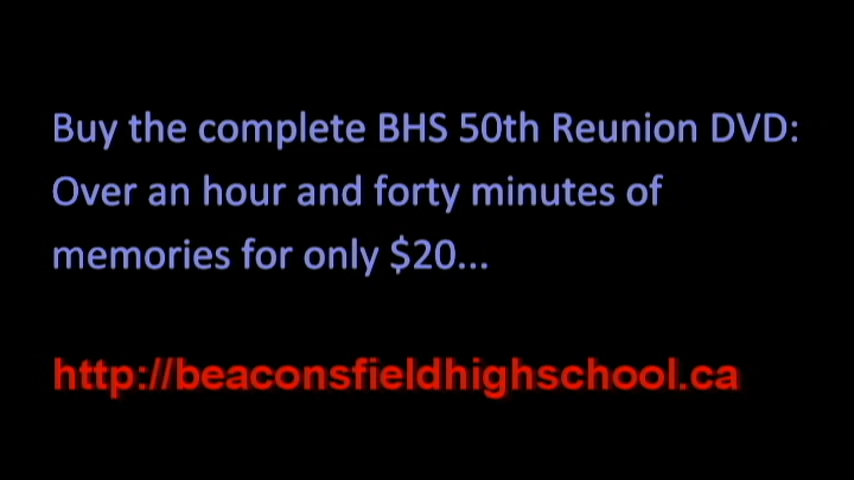 Buy the complete BHS 50th Reunion DVD:
Over an hour and forty minutes of
memories for only $20...
http://beaconsfieldhighschool.ca